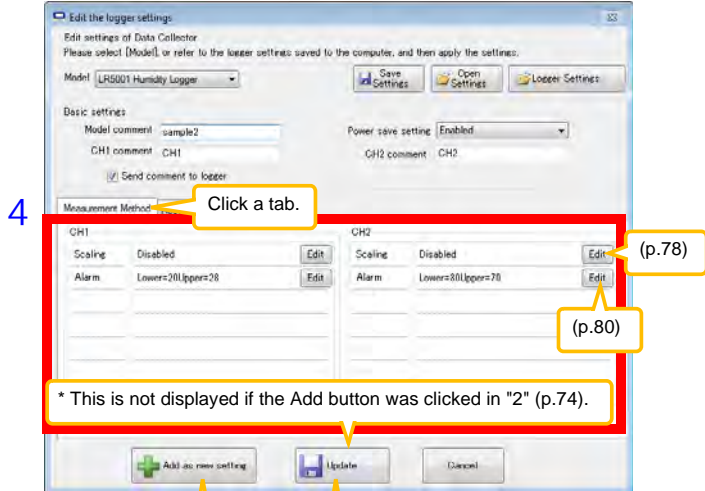 Edit the logger settings
Edit settings of Data Collector
Please select [Model], or refer to the logger settings saved to the computer, and then apply the settings.
Model LR5001 Humidity Logger Save Settings Open Settings Logger Settings
Basic settings
Model comment sample2 Power save setting Enabled
CH1 comment CH1 CH2 comment CH2
Send comment to logger
Measurement Method Click a tab.
4
CH1 CH2
Scaling Disabled Edit Scaling Disabled Edit (p.78)
Alarm Lower=20Upper=28 Edit Alarm Lower=80Upper=70 Edit
(p.80)
* This is not displayed if the Add button was clicked in "2" (p.74).
Add as new setting Update Cancel